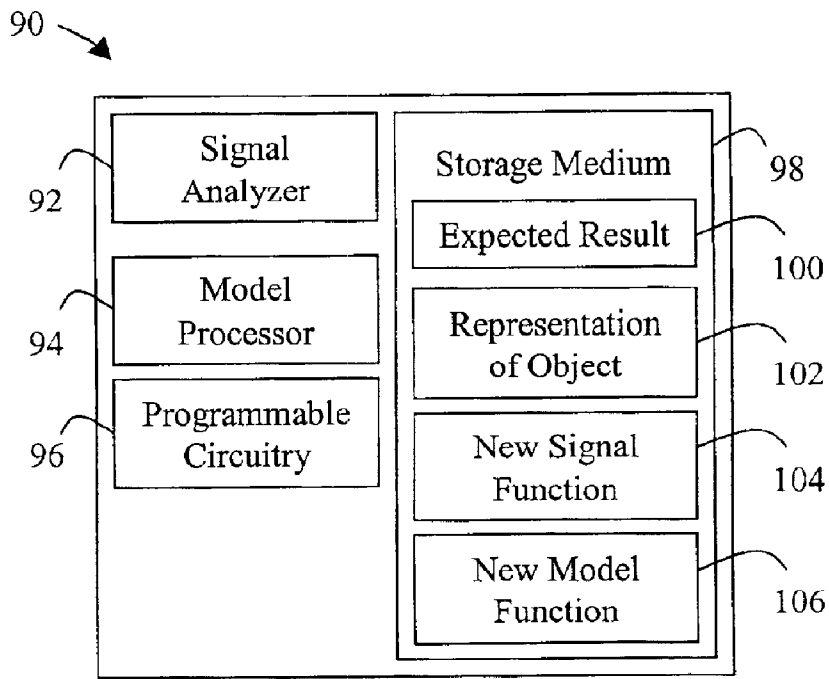 90
92
Signal
Analyzer
94
Model
Processor
96
Programmable
Circuitry
Storage Medium
98
Expected Result
100
Representation
of Object
102
New Signal
Function
104
New Model
Function
106